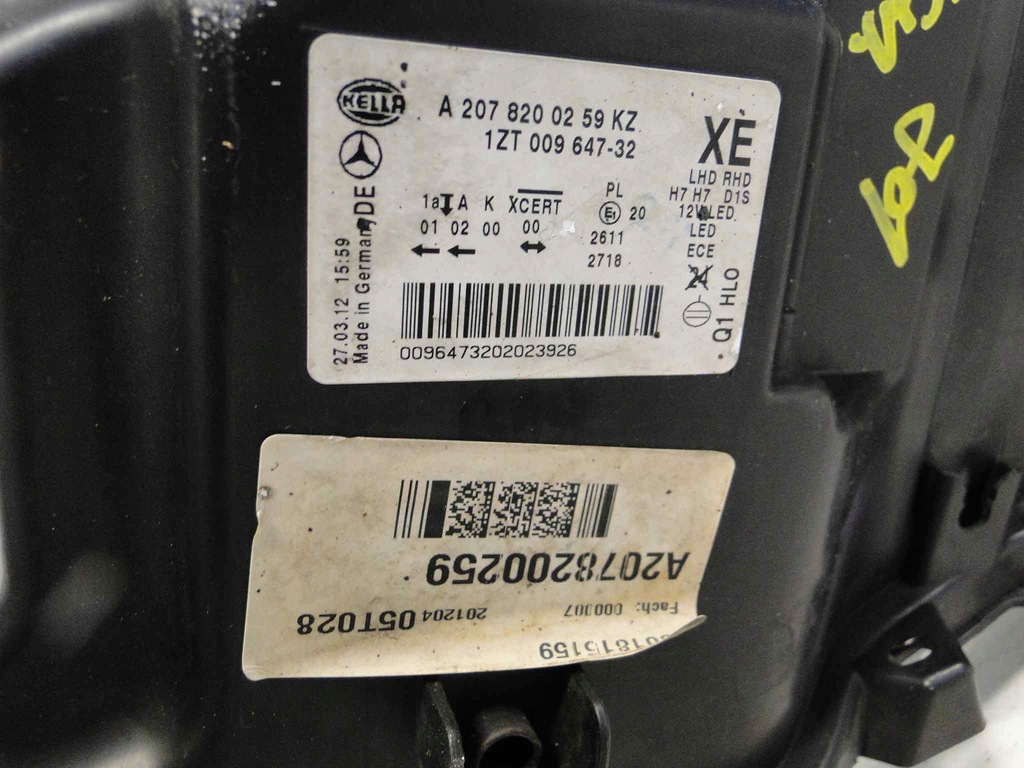 HELLA
A 207 820 02 59 KZ
1ZT 009 647-32
XE
LHD RHD
H7 H7 D1S
12V LED
LED
ECE
24
Q1 HLO
1a A K XCERT
01 02 00 00
PL
E1 20
2611
2718
27.03.12 15:59
Made in Germany
DE
0096473202023926
A2078200259
Fach: 000007
201204 05T028